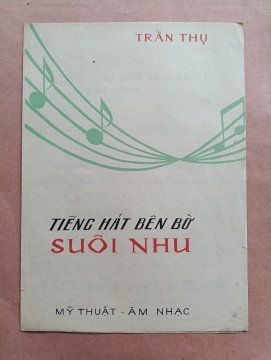 TRẦN THỤ
TIẾNG HÁT BÊN BỜ
SUỐI NHU
MỸ THUẬT - ÂM NHẠC